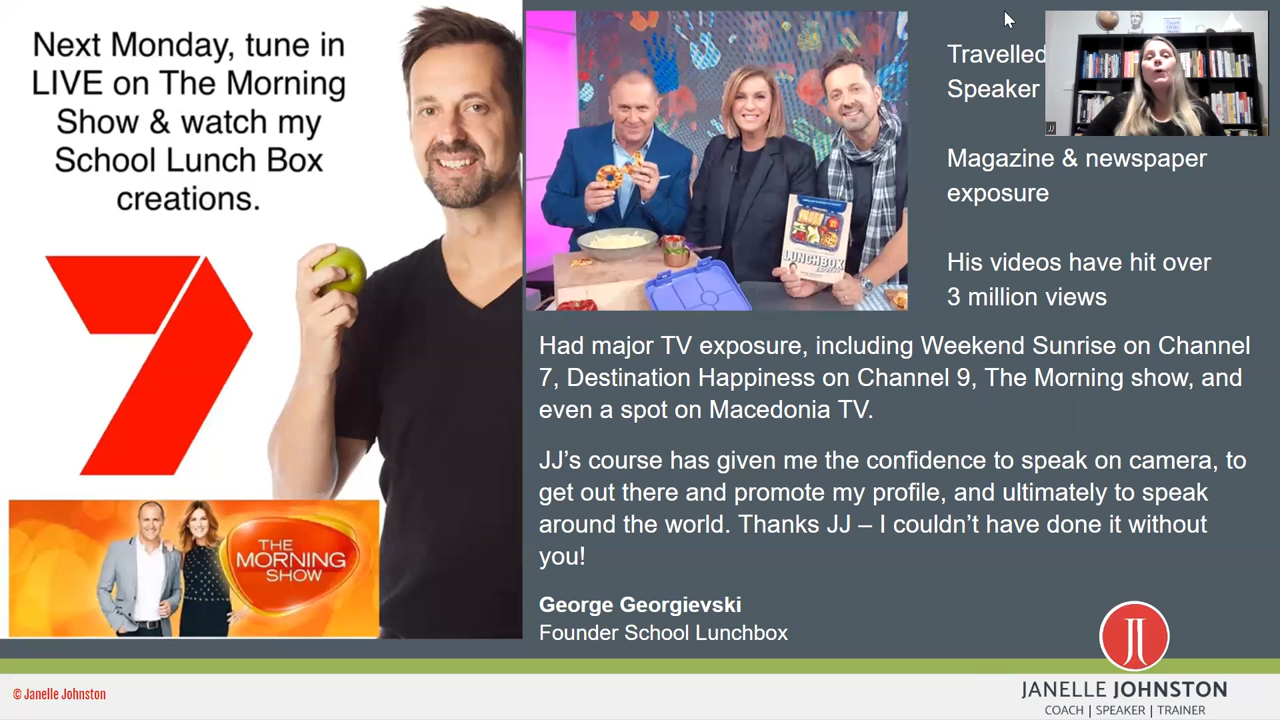 Next Monday, tune in
LIVE on The Morning
Show & watch my
School Lunch Box
creations.
7
THE
MORNING
SHOW
LUNCHBOX
Travelled
Speaker
Magazine & newspaper
exposure
His videos have hit over
3 million views
JJ
Had major TV exposure, including Weekend Sunrise on Channel
7, Destination Happiness on Channel 9, The Morning show, and
even a spot on Macedonia TV.
JJ’s course has given me the confidence to speak on camera, to
get out there and promote my profile, and ultimately to speak
around the world. Thanks JJ – I couldn’t have done it without
you!
George Georgievski
Founder School Lunchbox
© Janelle Johnston
JJ
JANELLE JOHNSTON
COACH | SPEAKER | TRAINER